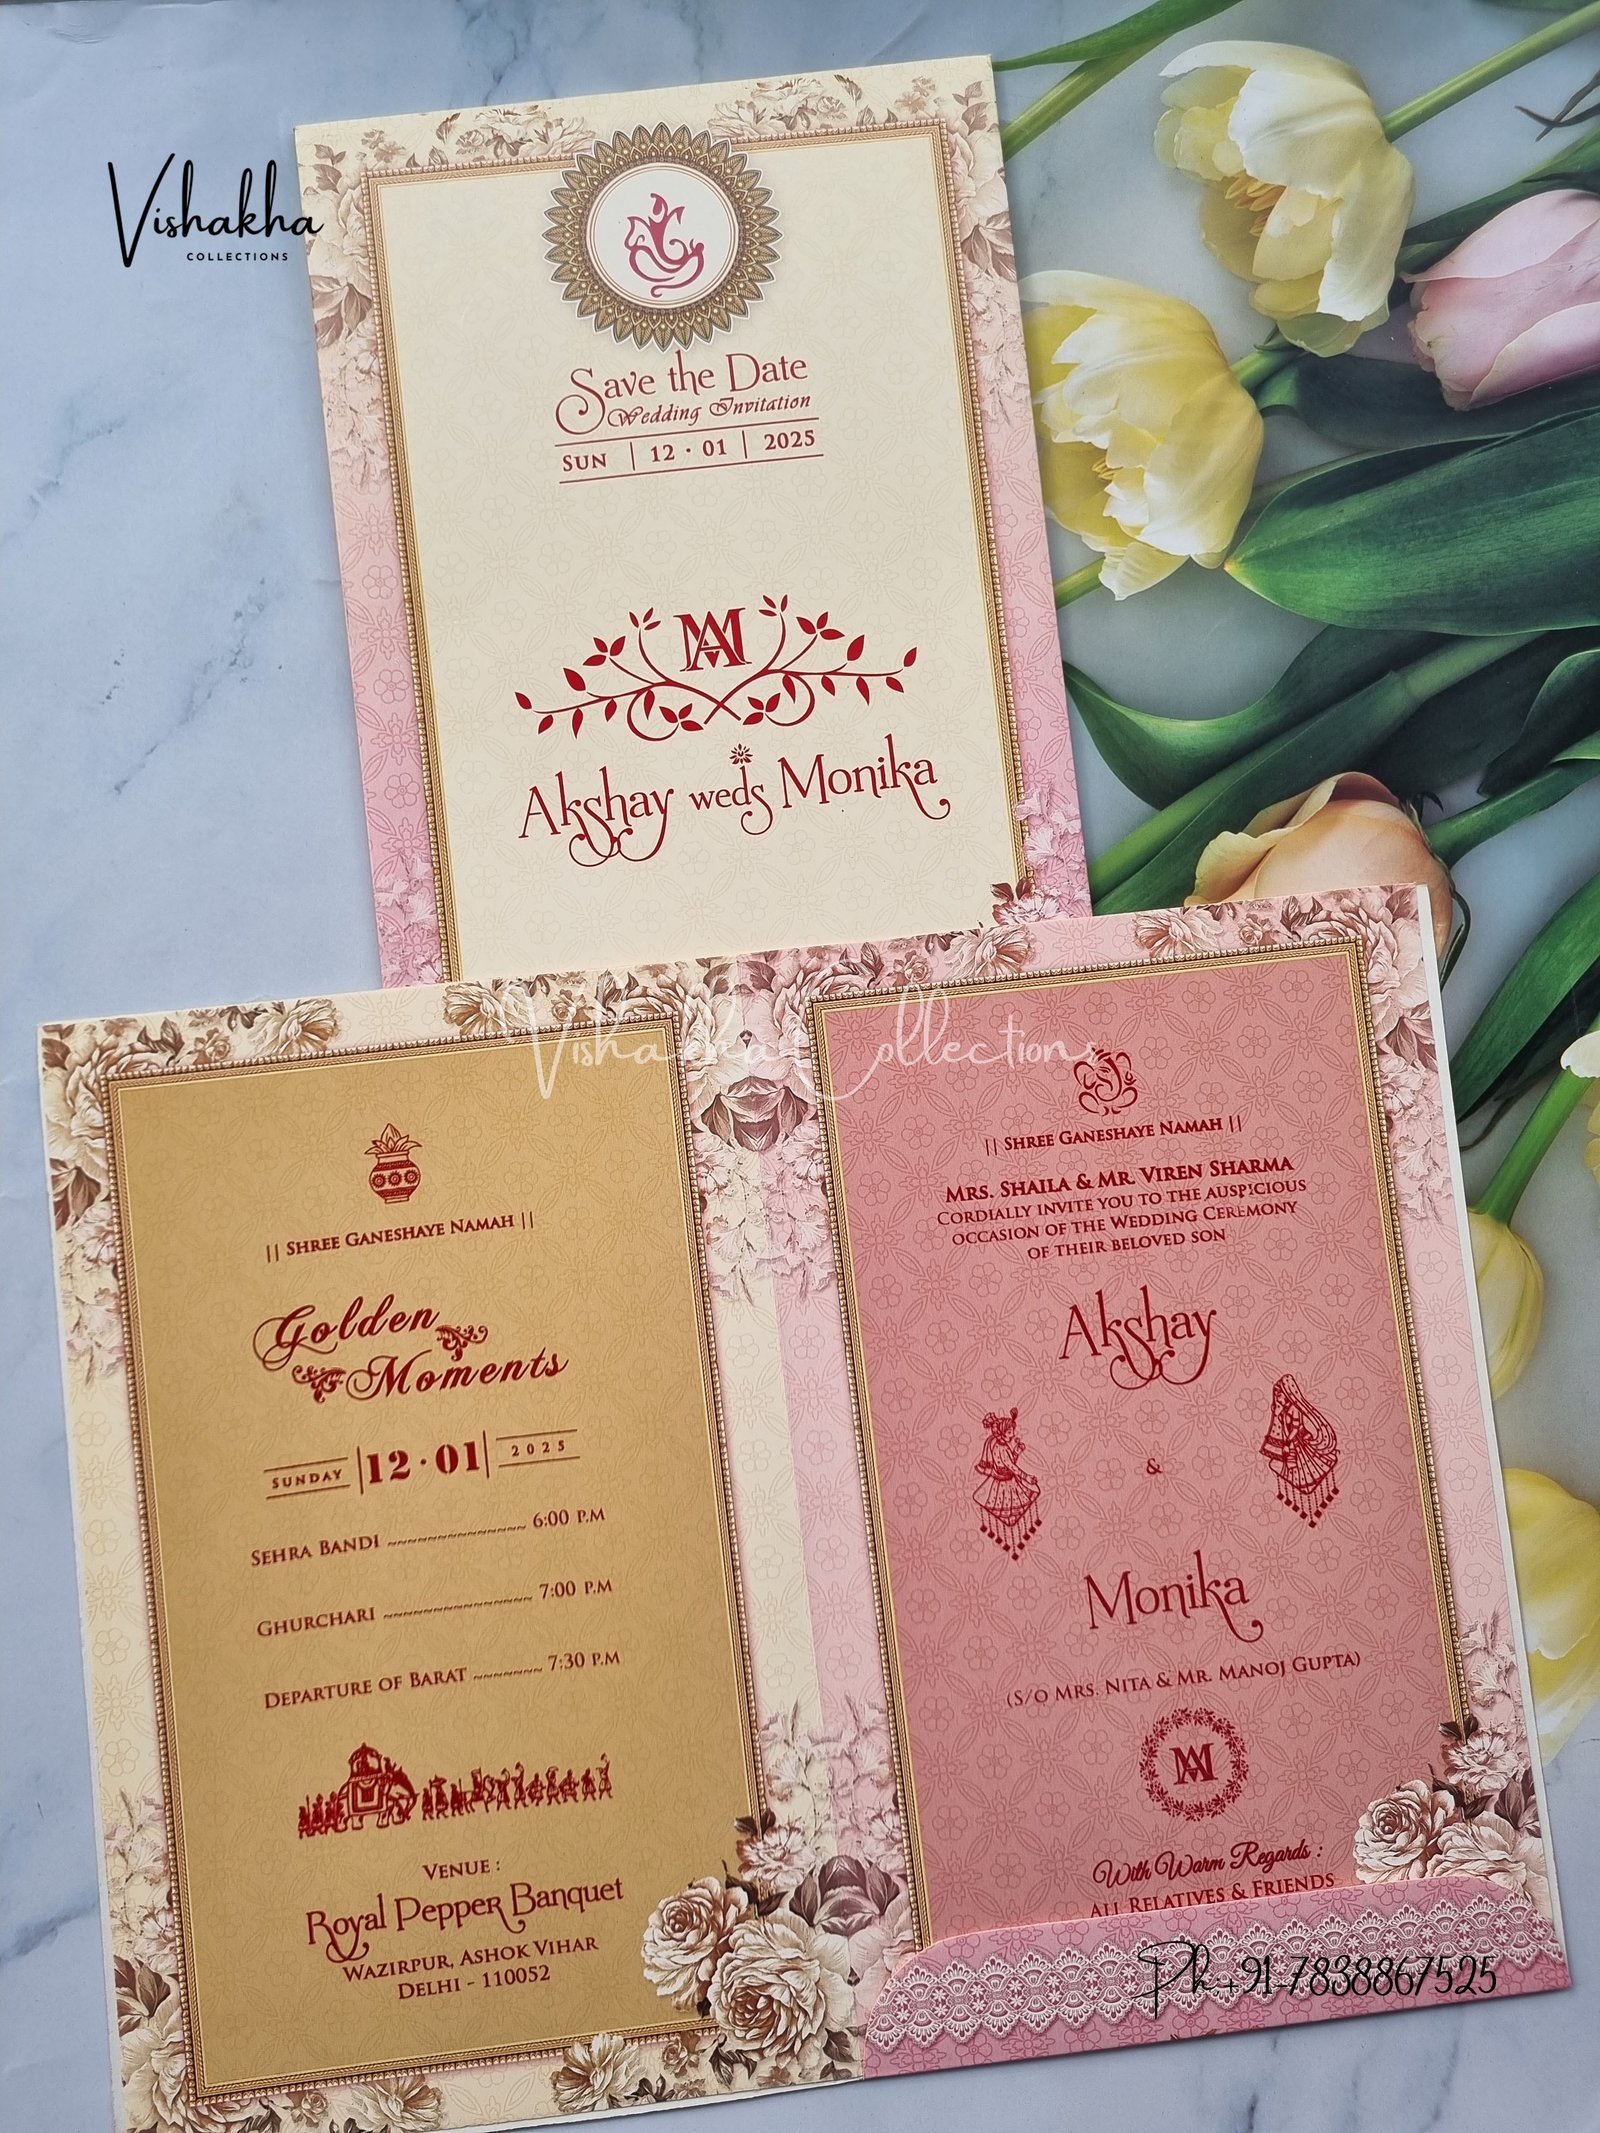 Vishakha
COLLECTIONS
Save the Date
Wedding Invitation
SUN | 12 · 01 | 2025
AM
Akshay weds Monika
Vishakha Collections
|| SHREE GANESHAYE NAMAH ||
Golden
Moments
SUNDAY | 12 · 01 | 2025
SEHRA BANDI ~~~~~~~~~~~~~~ 6:00 P.M
GHURCHARI ~~~~~~~~~~~~~~~ 7:00 P.M
DEPARTURE OF BARAT ~~~~~~~ 7:30 P.M
VENUE :
Royal Pepper Banquet
WAZIRPUR, ASHOK VIHAR
DELHI - 110052
|| SHREE GANESHAYE NAMAH ||
MRS. SHAILA & MR. VIREN SHARMA
CORDIALLY INVITE YOU TO THE AUSPICIOUS
OCCASION OF THE WEDDING CEREMONY
OF THEIR BELOVED SON
Akshay
&
Monika
(S/O MRS. NITA & MR. MANOJ GUPTA)
AM
With Warm Regards :
ALL RELATIVES & FRIENDS
Ph +91-7838867525